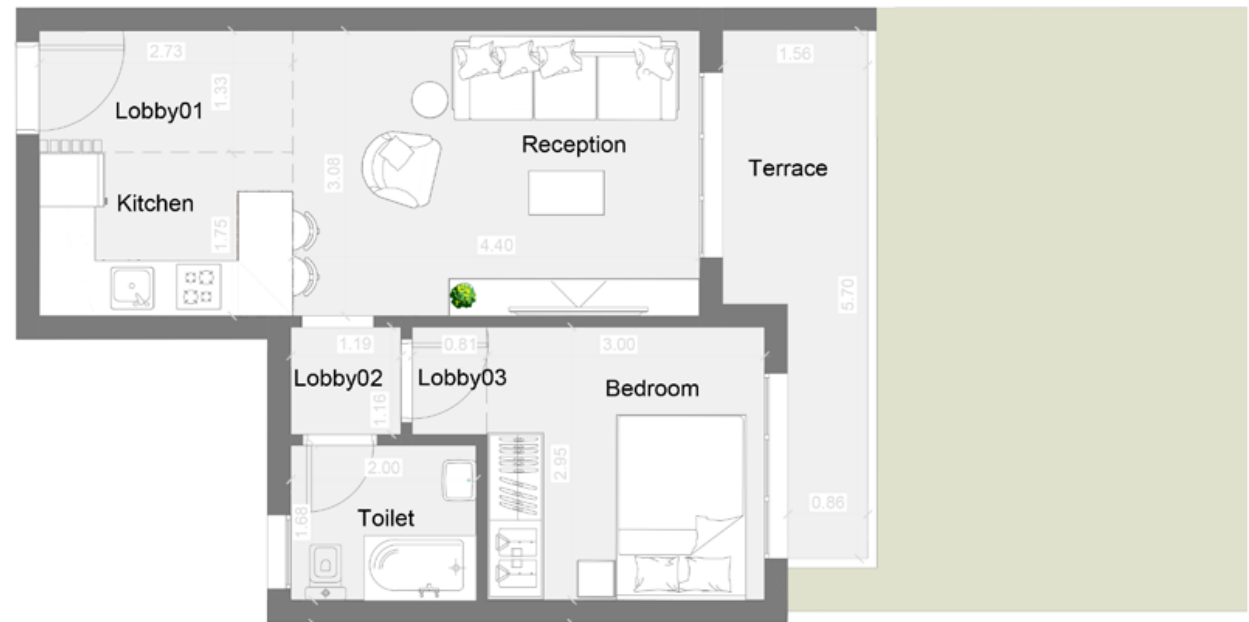 2.73
1.56
1.33
Lobby01
Reception
Terrace
3.08
Kitchen
1.75
4.40
5.70
1.19
0.81
3.00
Lobby02
Lobby03
Bedroom
1.16
2.00
2.95
0.86
Toilet
1.68